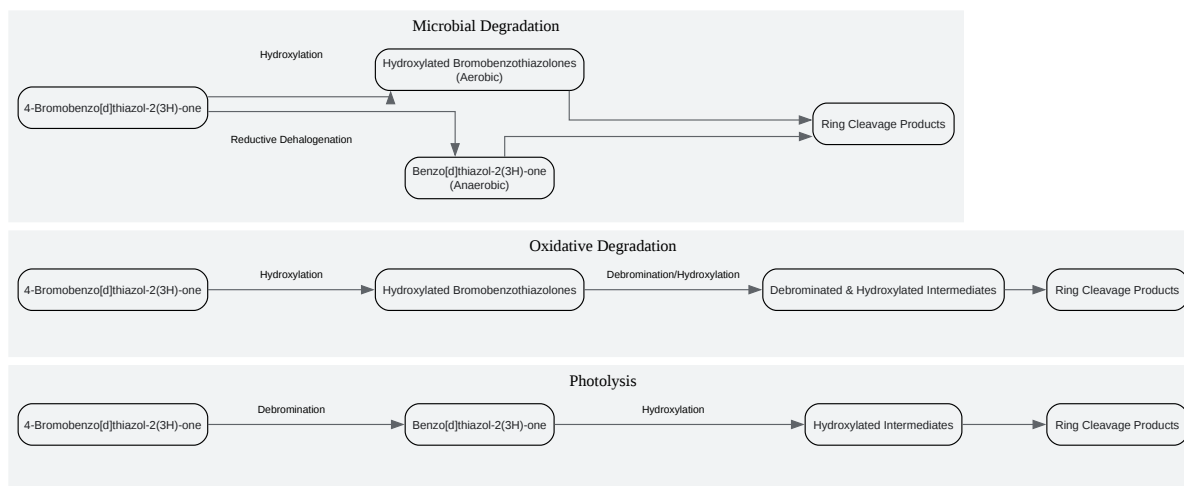 Microbial Degradation
Hydroxylation
Hydroxylated Bromobenzothiazolones
(Aerobic)
4-Bromobenzo[d]thiazol-2(3H)-one
Ring Cleavage Products
Reductive Dehalogenation
Benzo[d]thiazol-2(3H)-one
(Anaerobic)
Oxidative Degradation
4-Bromobenzo[d]thiazol-2(3H)-one
Hydroxylation
Hydroxylated Bromobenzothiazolones
Debromination/Hydroxylation
Debrominated & Hydroxylated Intermediates
Ring Cleavage Products
Photolysis
4-Bromobenzo[d]thiazol-2(3H)-one
Debromination
Benzo[d]thiazol-2(3H)-one
Hydroxylation
Hydroxylated Intermediates
Ring Cleavage Products